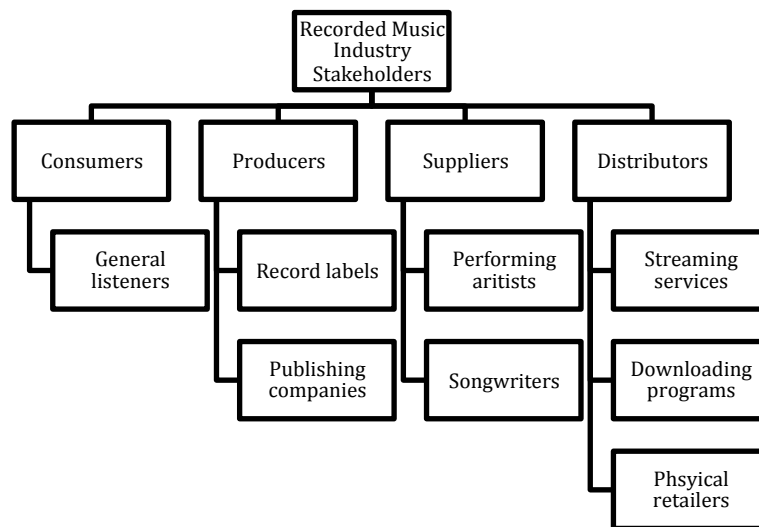 Recorded Music
Industry
Stakeholders
Consumers
Producers
Suppliers
Distributors
General
listeners
Record labels
Publishing
companies
Performing
aritists
Songwriters
Streaming
services
Downloading
programs
Phsyical
retailers